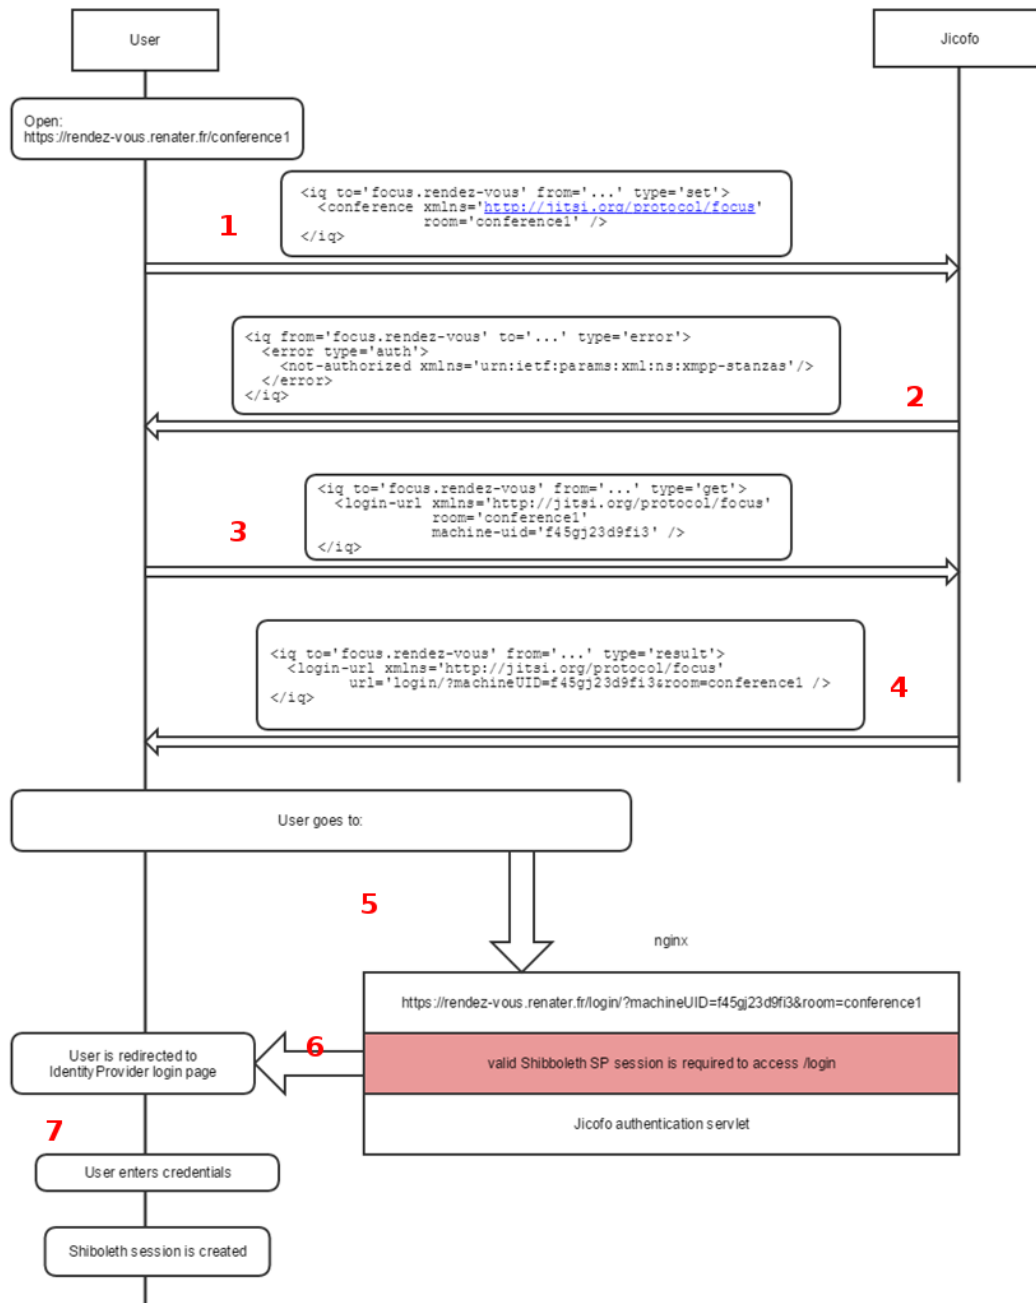 User
Jicofo
Open:
https://rendez-vous.renater.fr/conference1
<iq to='focus.rendez-vous' from='...' type='set'>
<conference xmlns='http://jitsi.org/protocol/focus'
room='conference1' />
</iq>
1
<iq from='focus.rendez-vous' to='...' type='error'>
<error type='auth'>
<not-authorized xmlns='urn:ietf:params:xml:ns:xmpp-stanzas'/>
</error>
</iq>
2
<iq to='focus.rendez-vous' from='...' type='get'>
<login-url xmlns='http://jitsi.org/protocol/focus'
room='conference1'
machine-uid='f45gj23d9fi3' />
</iq>
3
<iq to='focus.rendez-vous' from='...' type='result'>
<login-url xmlns='http://jitsi.org/protocol/focus'
url='login/?machineUID=f45gj23d9fi3&room=conference1 />
</iq>
4
User goes to:
5
nginx
https://rendez-vous.renater.fr/login/?machineUID=f45gj23d9fi3&room=conference1
6
User is redirected to
IdentityProvider login page
valid Shibboleth SP session is required to access /login
Jicofo authentication servlet
7
User enters credentials
Shiboleth session is created